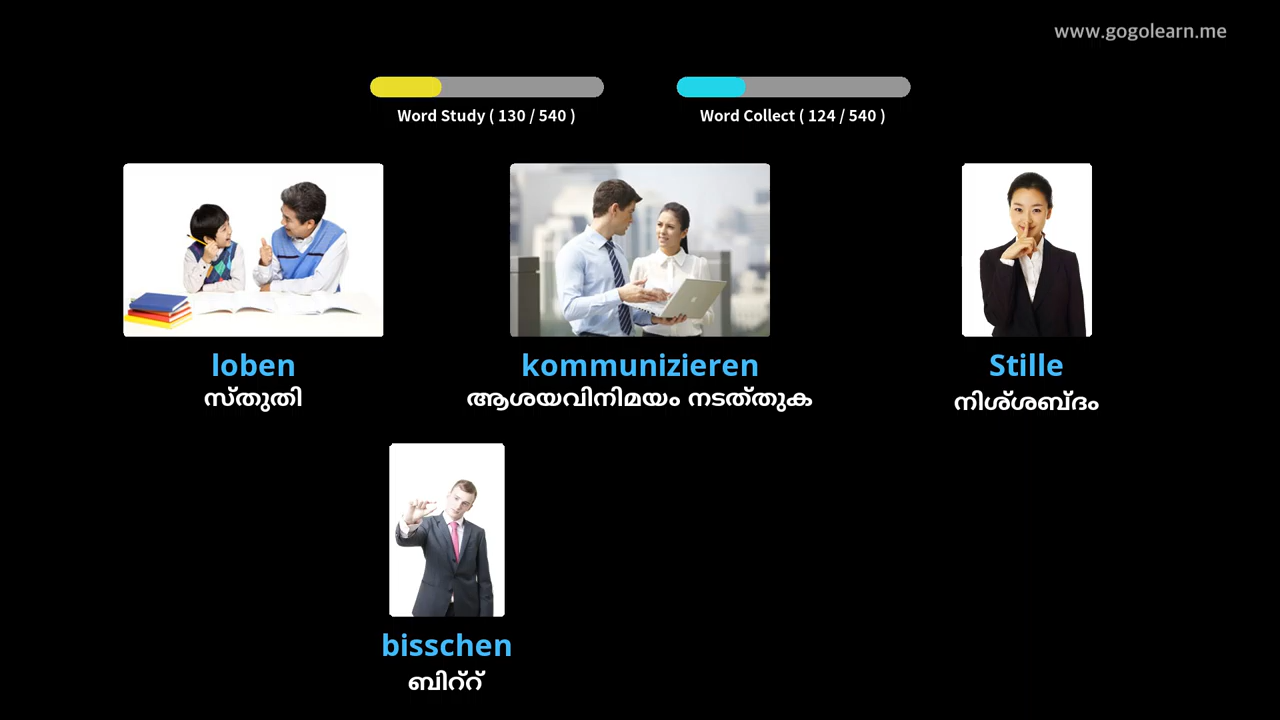 www.gogolearn.me
Word Study ( 130 / 540 )
Word Collect ( 124 / 540 )
loben
സ്തുതി
kommunizieren
ആശയവിനിമയം നടത്തുക
Stille
നിശ്ശബ്ദം
bisschen
ബിറ്റ്